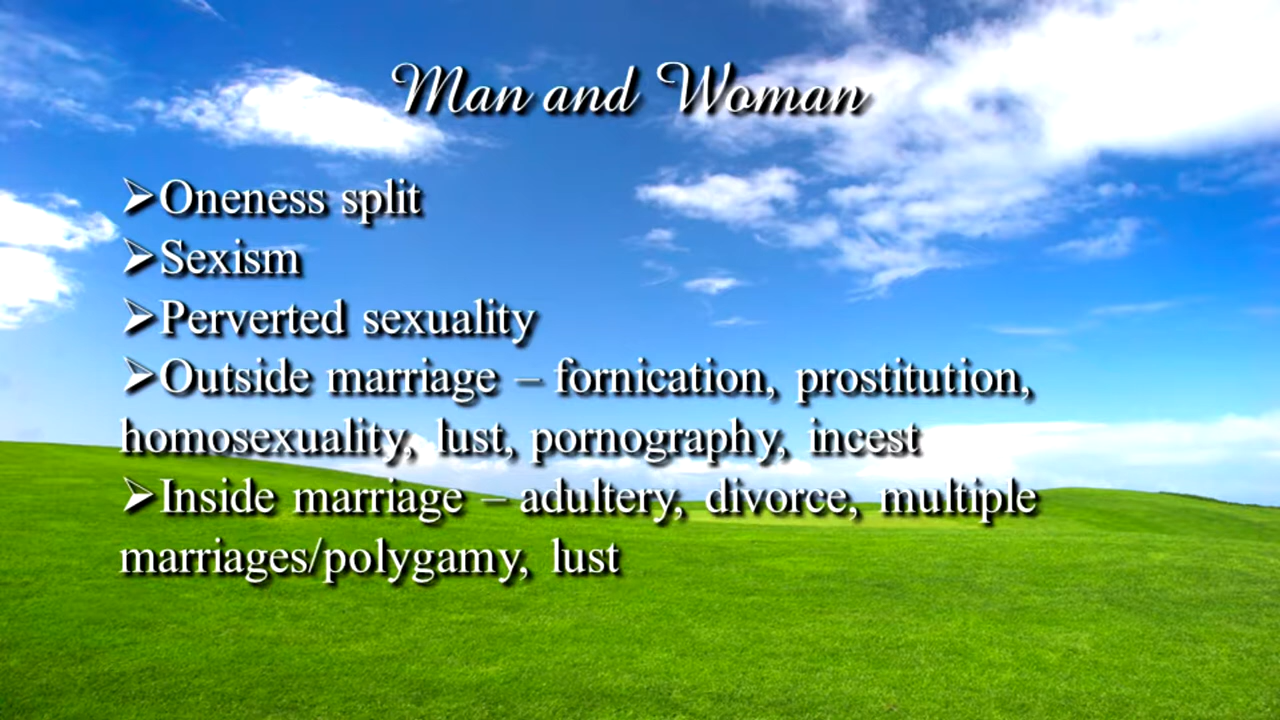 Man and Woman
➢Oneness split
➢Sexism
➢Perverted sexuality
➢Outside marriage – fornication, prostitution,
homosexuality, lust, pornography, incest
➢Inside marriage – adultery, divorce, multiple
marriages/polygamy, lust